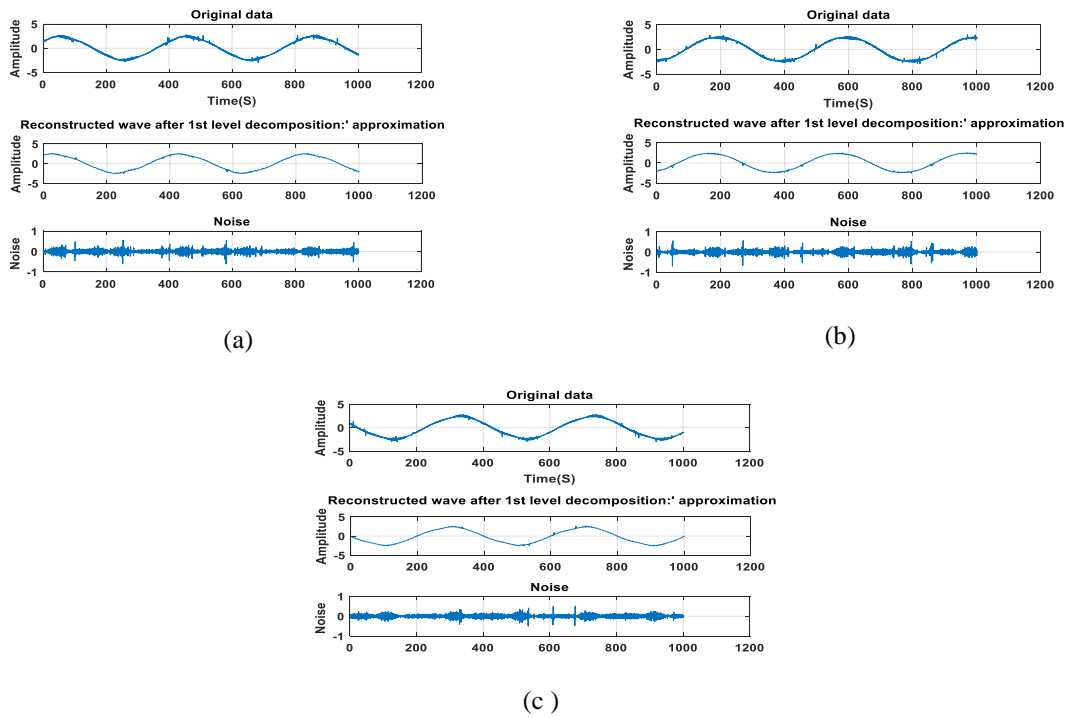 Original data
Amplitude
5
0
-5
0 200 400 600 800 1000 1200
Time(S)
Reconstructed wave after 1st level decomposition:' approximation
Amplitude
5
0
-5
0 200 400 600 800 1000 1200
Noise
Noise
1
0
-1
0 200 400 600 800 1000 1200
(a)
Original data
Amplitude
5
0
-5
0 200 400 600 800 1000 1200
Time(S)
Reconstructed wave after 1st level decomposition:' approximation
Amplitude
5
0
-5
0 200 400 600 800 1000 1200
Noise
Noise
1
0
-1
0 200 400 600 800 1000 1200
(b)
Original data
Amplitude
5
0
-5
0 200 400 600 800 1000 1200
Time(S)
Reconstructed wave after 1st level decomposition:' approximation
Amplitude
5
0
-5
0 200 400 600 800 1000 1200
Noise
Noise
1
0
-1
0 200 400 600 800 1000 1200
(c )